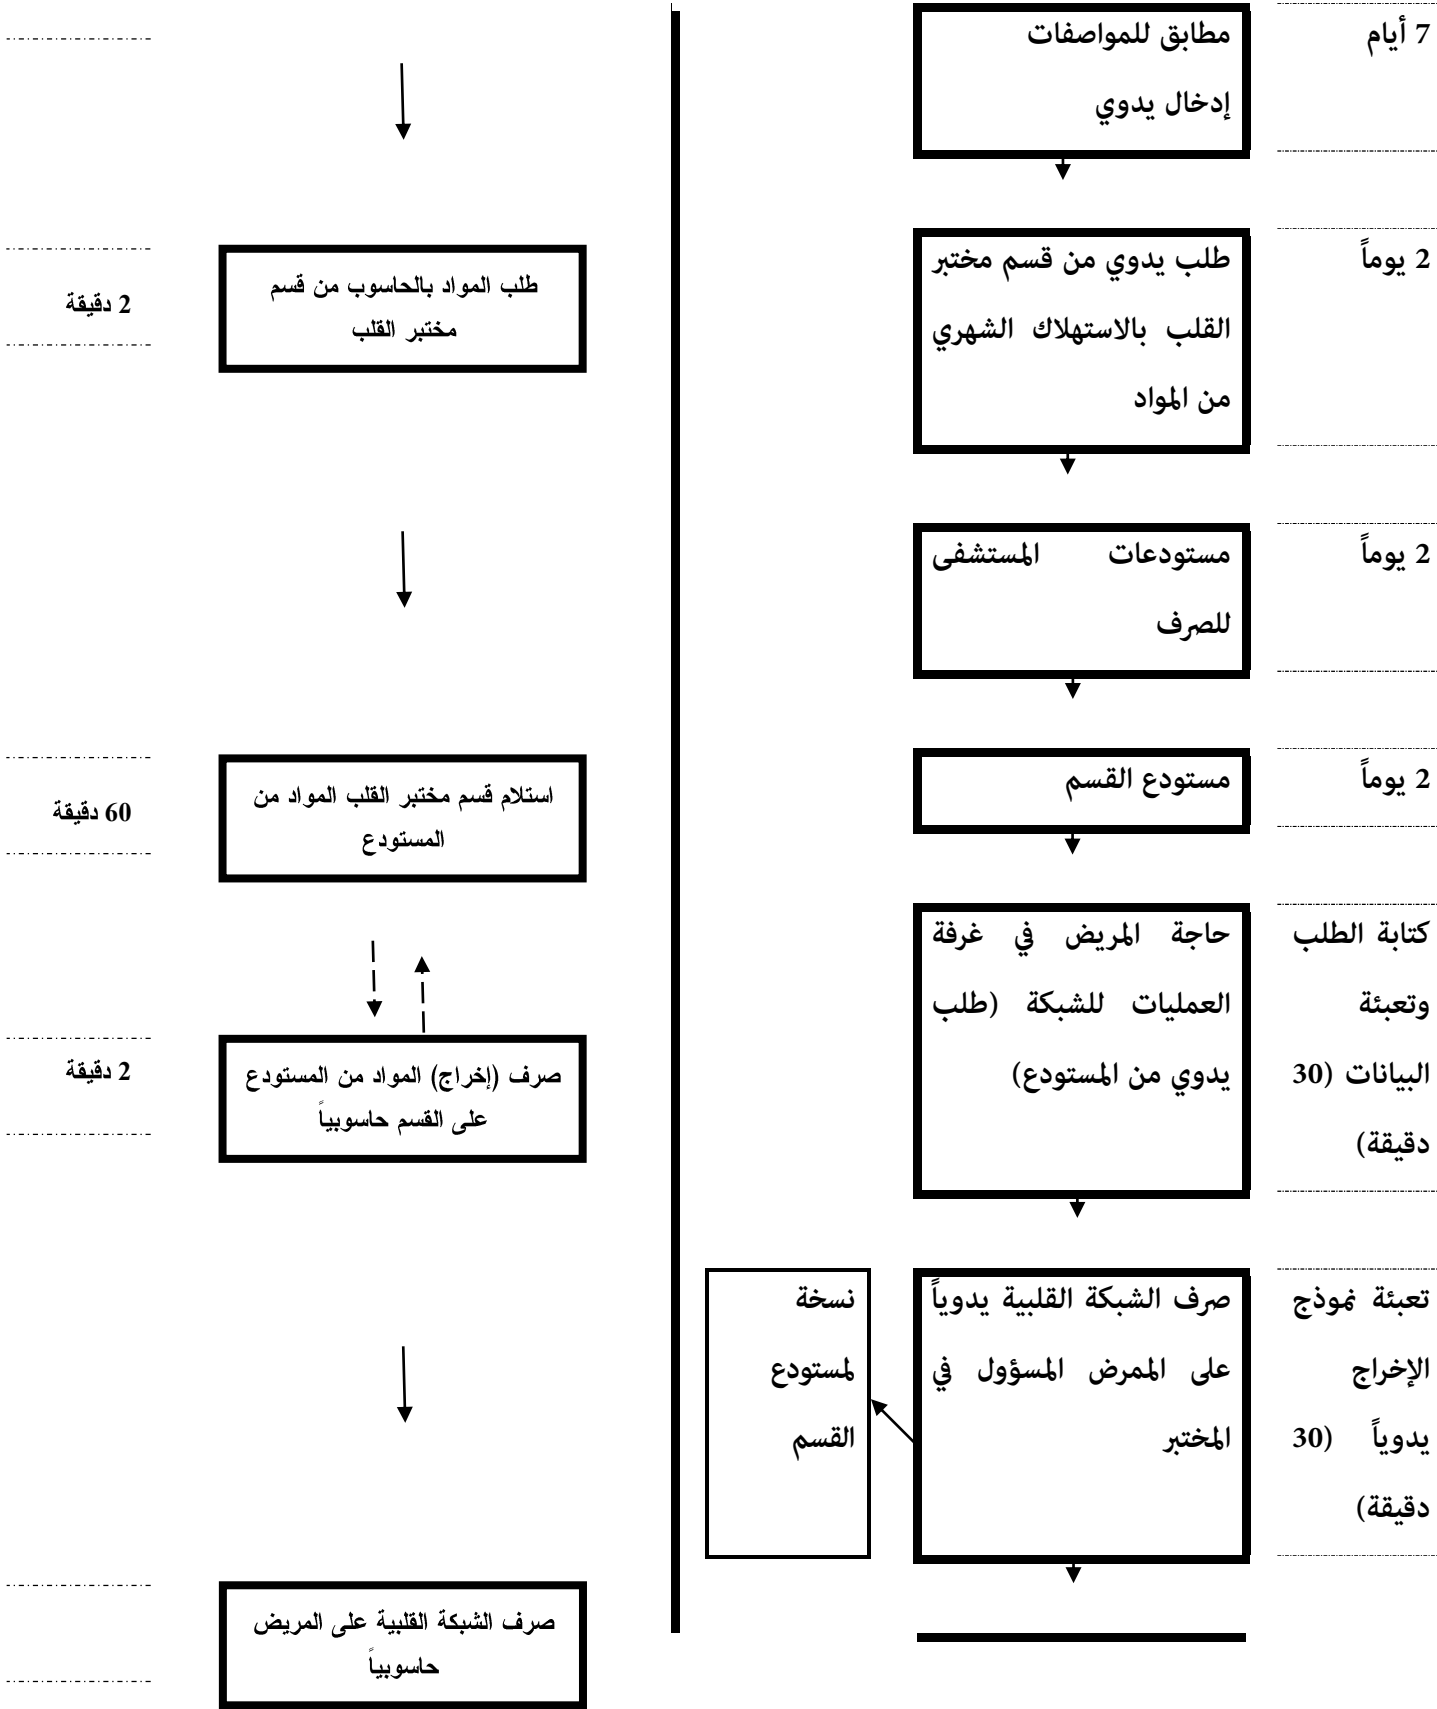 7 أيام
مطابق للمواصفات
إدخال يدوي
2 يوماً
طلب يدوي من قسم مختبر
القلب بالاستهلاك الشهري
من المواد
2 يوماً
مستودعات المستشفى
للصرف
2 يوماً
مستودع القسم
كتابة الطلب
وتعبئة
البيانات (30
دقيقة)
حاجة المريض في غرفة
العمليات للشبكة (طلب
يدوي من المستودع)
تعبئة نموذج
الإخراج
يدوياً (30
دقيقة)
صرف الشبكة القلبية يدوياً
على الممرض المسؤول في
المختبر
نسخة
لمستودع
القسم
طلب المواد بالحاسوب من قسم
مختبر القلب
2 دقيقة
استلام قسم مختبر القلب المواد من
المستودع
60 دقيقة
صرف (إخراج) المواد من المستودع
على القسم حاسوبياً
2 دقيقة
صرف الشبكة القلبية على المريض
حاسوبياً